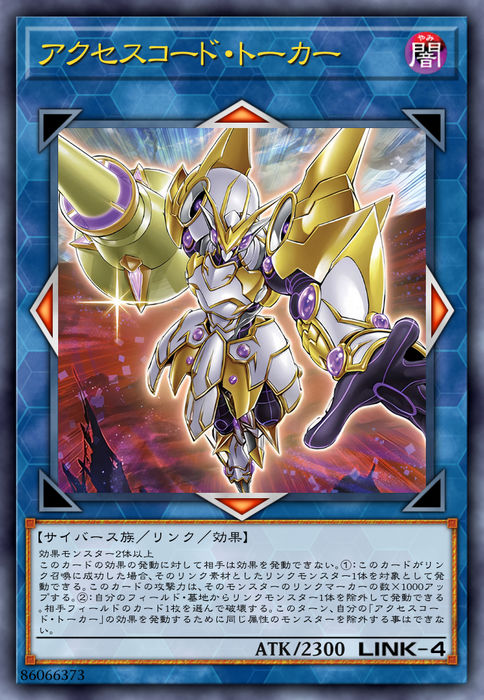 アクセスコード・トーカー
やみ
闇
【サイバース族／リンク／効果】
効果モンスター2体以上
このカードの効果の発動に対して相手は効果を発動できない。①：このカードがリ
ンク召喚に成功した場合、そのリンク素材としたリンクモンスター1体を対象として
発動できる。このカードの攻撃力は、そのモンスターのリンクマーカーの数×1000アッ
プする。②：自分のフィールド・墓地からリンクモンスター1体を除外して発動できる
。相手フィールドのカード1枚を選んで破壊する。このターン、自分の「アクセスコー
ド・トーカー」の効果を発動するために同じ属性のモンスターを除外する事はでき
ない。
ATK/2300 LINK-4
86066373